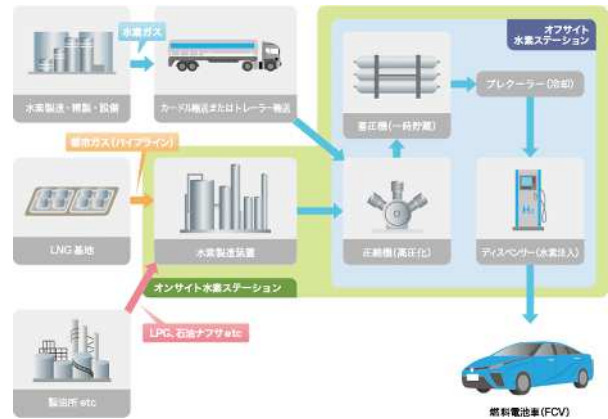 オフサイト
水素ステーション
水素ガス
水素製造・精製・設備
カードル輸送またはトレーラー輸送
蓄圧機(一時貯蔵)
プレクーラー(冷却)
都市ガス(パイプライン)
LNG基地
水素製造装置
圧縮機(高圧化)
H₂
ディスペンサー(水素注入)
オンサイト水素ステーション
LPG、石油ナフサetc
製油所 etc
燃料電池車(FCV)